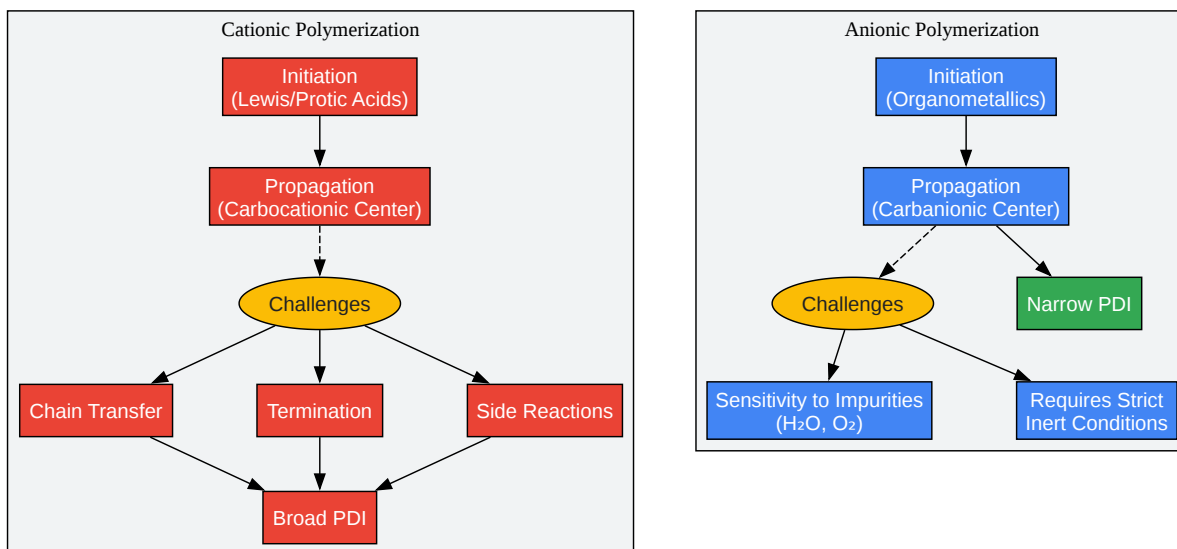 Cationic Polymerization
Initiation
(Lewis/Protic Acids)
Propagation
(Carbocationic Center)
Challenges
Chain Transfer
Termination
Side Reactions
Broad PDI
Anionic Polymerization
Initiation
(Organometallics)
Propagation
(Carbanionic Center)
Challenges
Narrow PDI
Sensitivity to Impurities
(H₂O, O₂)
Requires Strict
Inert Conditions